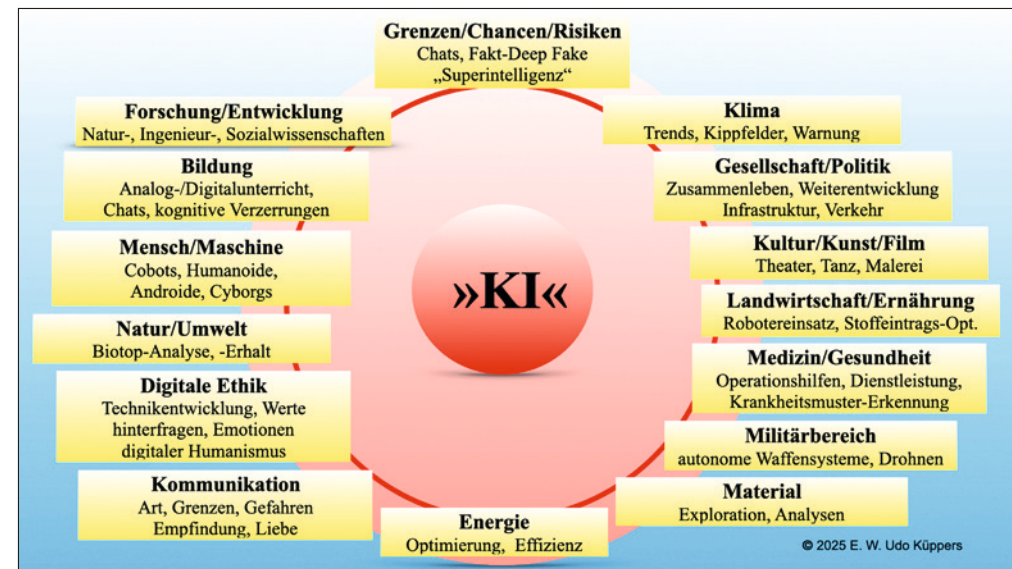 Grenzen/Chancen/Risiken
Chats, Fakt-Deep Fake
„Superintelligenz“
Forschung/Entwicklung
Natur-, Ingenieur-, Sozialwissenschaften
Bildung
Analog-/Digitalunterricht,
Chats, kognitive Verzerrungen
Mensch/Maschine
Cobots, Humanoide,
Androide, Cyborgs
Natur/Umwelt
Biotop-Analyse, -Erhalt
Digitale Ethik
Technikentwicklung, Werte
hinterfragen, Emotionen
digitaler Humanismus
Kommunikation
Art, Grenzen, Gefahren
Empfindung, Liebe
»KI«
Klima
Trends, Kippfelder, Warnung
Gesellschaft/Politik
Zusammenleben, Weiterentwicklung
Infrastruktur, Verkehr
Kultur/Kunst/Film
Theater, Tanz, Malerei
Landwirtschaft/Ernährung
Robotereinsatz, Stoffeintrags-Opt.
Medizin/Gesundheit
Operationshilfen, Dienstleistung,
Krankheitsmuster-Erkennung
Militärbereich
autonome Waffensysteme, Drohnen
Material
Exploration, Analysen
Energie
Optimierung, Effizienz
© 2025 E. W. Udo Küppers